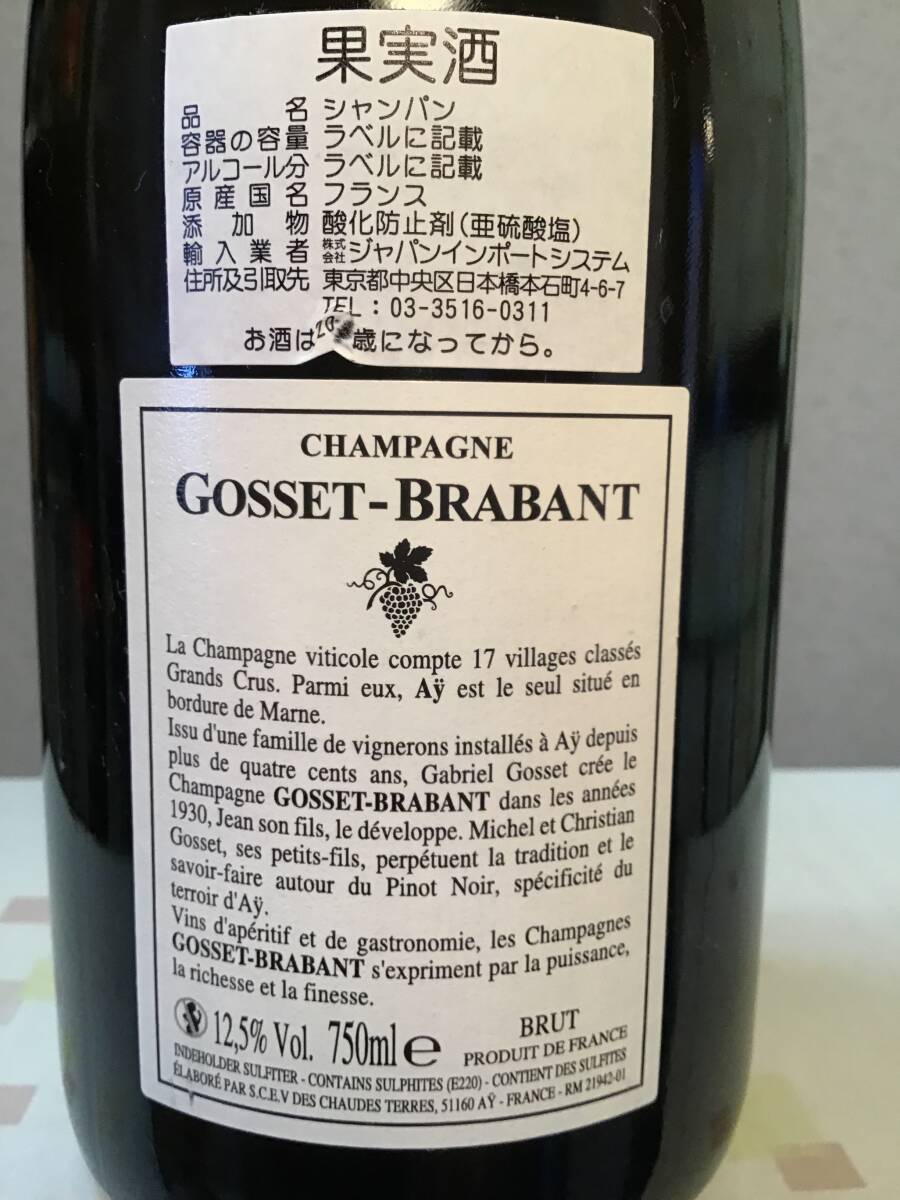 果実酒
品名 シャンパン
容器の容量 ラベルに記載
アルコール分 ラベルに記載
原産国名 フランス
添加物 酸化防止剤(亜硫酸塩)
輸入業者 株式会社ジャパンインポートシステム
住所及引取先 東京都中央区日本橋本石町4-6-7
TEL:03-3516-0311
お酒は20歳になってから。
CHAMPAGNE
GOSSET-BRABANT
La Champagne viticole compte 17 villages classés
Grands Crus. Parmi eux, Aÿ est le seul situé en
bordure de Marne.
Issu d'une famille de vignerons installés à Aÿ depuis
plus de quatre cents ans, Gabriel Gosset crée le
Champagne GOSSET-BRABANT dans les années
1930, Jean son fils, le développe. Michel et Christian
Gosset, ses petits-fils, perpétuent la tradition et le
savoir-faire autour du Pinot Noir, spécificité du
terroir d'Aÿ.
Vins d'apéritif et de gastronomie, les Champagnes
GOSSET-BRABANT s'expriment par la puissance,
la richesse et la finesse.
12,5% Vol. 750ml e BRUT
PRODUIT DE FRANCE
INDEHOLDER SULFITER - CONTAINS SULPHITES (E220) - CONTIENT DES SULFITES
ÉLABORÉ PAR S.C.E.V DES CHAUDES TERRES, 51160 AŸ - FRANCE - RM 21942-01